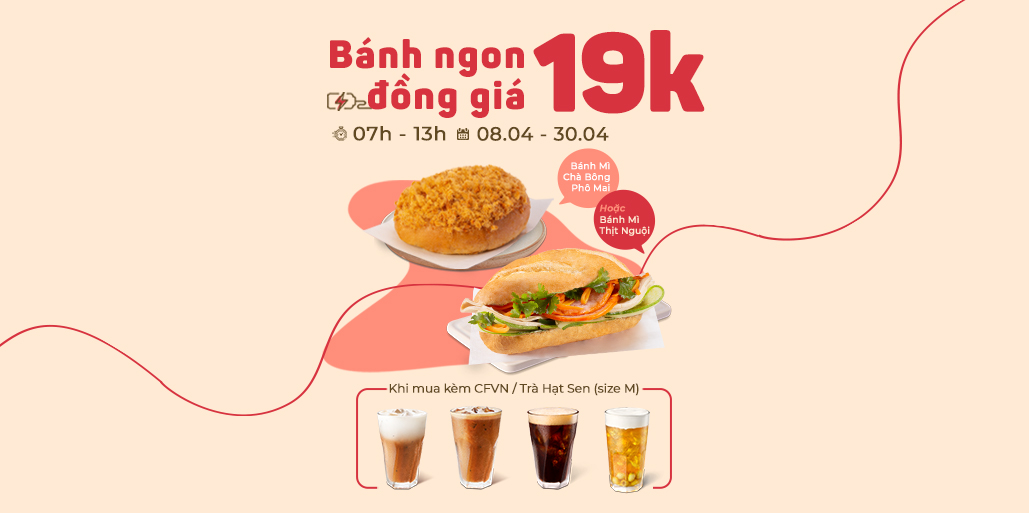 Bánh ngon
đồng giá
19k
07h - 13h 08.04 - 30.04
Bánh Mì
Chà Bông
Phô Mai
Hoặc
Bánh Mì
Thịt Nguội
Khi mua kèm CFVN / Trà Hạt Sen (size M)